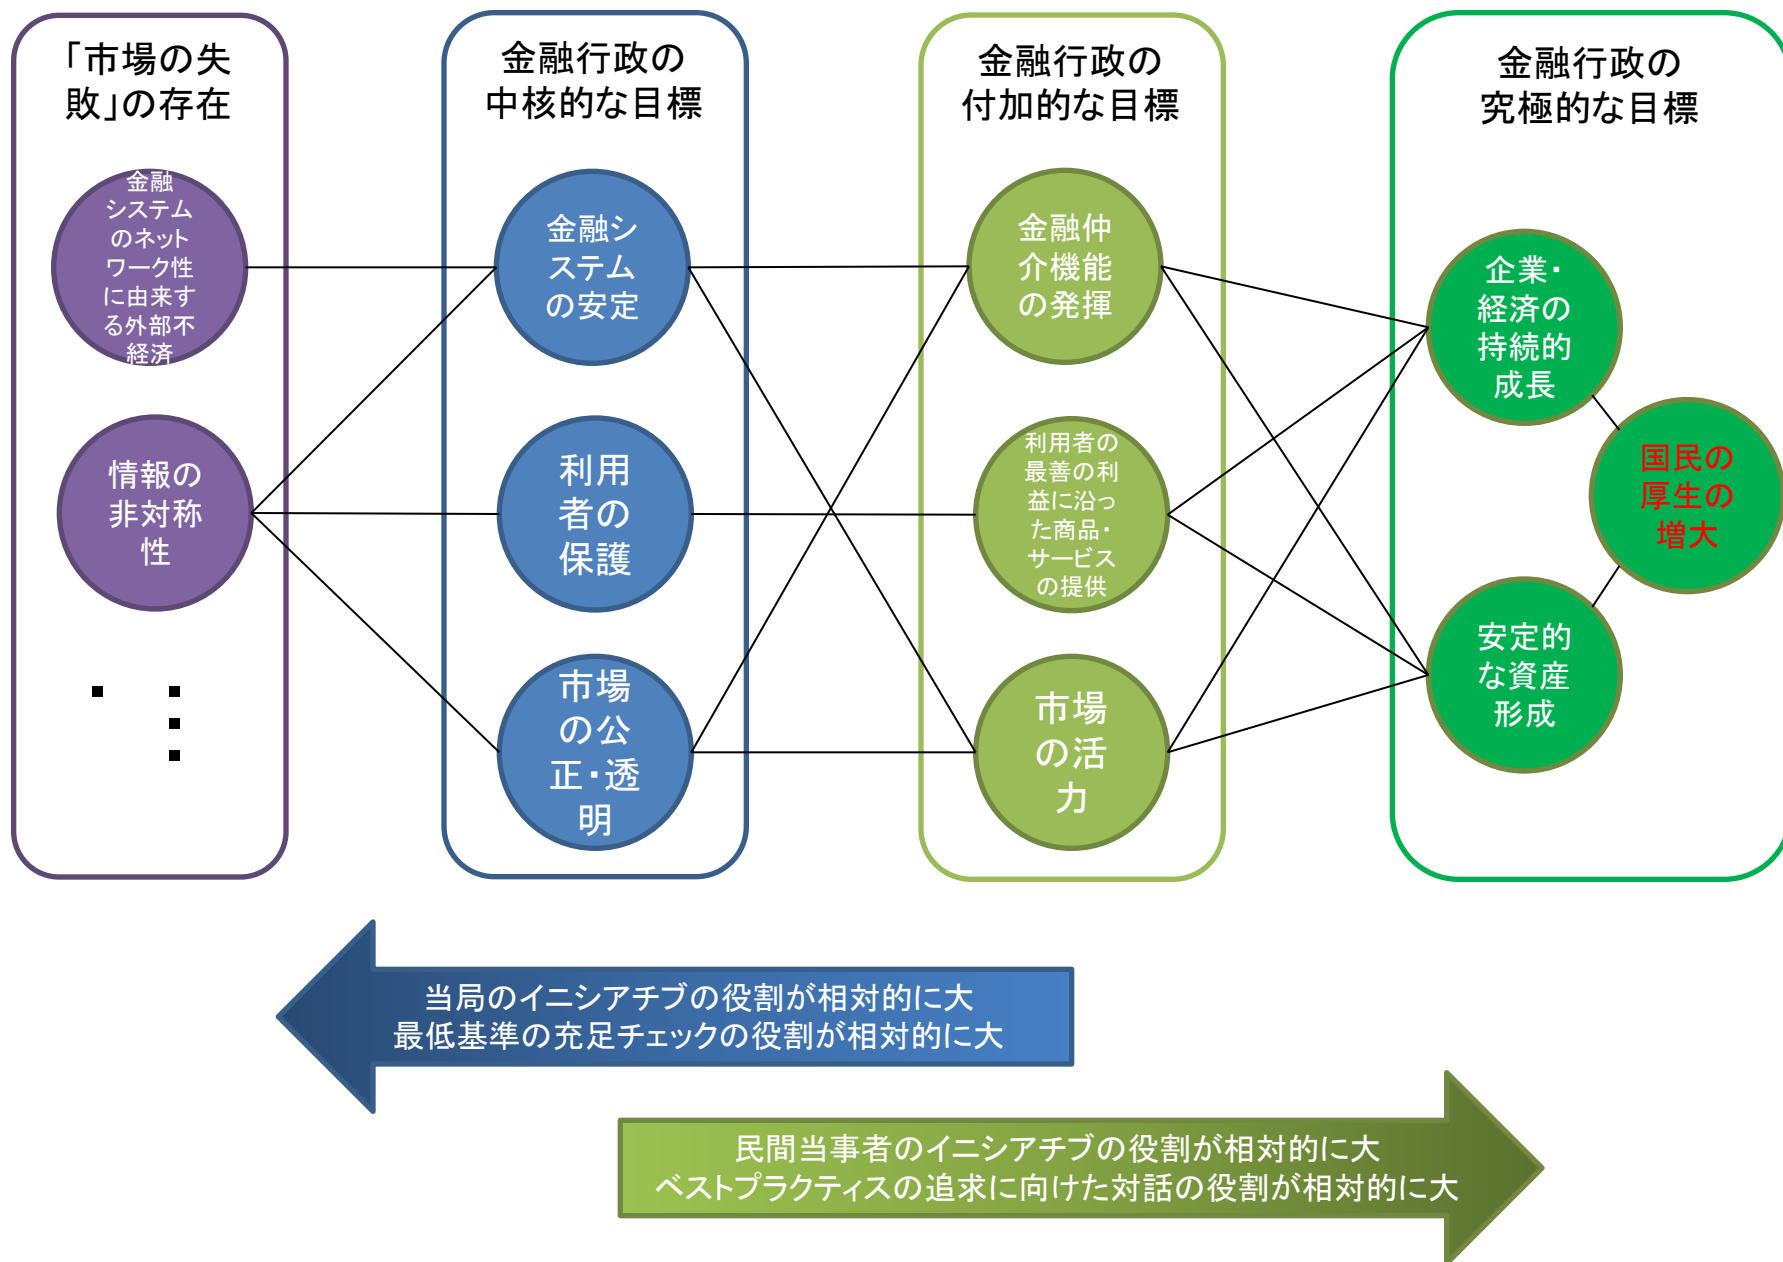 「市場の失
敗」の存在
金融
システム
のネット
ワーク性
に由来す
る外部不
経済
情報の
非対称
性
金融行政の
中核的な目標
金融シ
ステム
の安定
利用
者の
保護
市場
の公
正・透
明
金融行政の
付加的な目標
金融仲
介機能
の発揮
利用者の
最善の利
益に沿っ
た商品・
サービス
の提供
市場
の活
力
金融行政の
究極的な目標
企業・
経済の
持続的
成長
国民の
厚生の
増大
安定的
な資産
形成
当局のイニシアチブの役割が相対的に大
最低基準の充足チェックの役割が相対的に大
民間当事者のイニシアチブの役割が相対的に大
ベストプラクティスの追求に向けた対話の役割が相対的に大